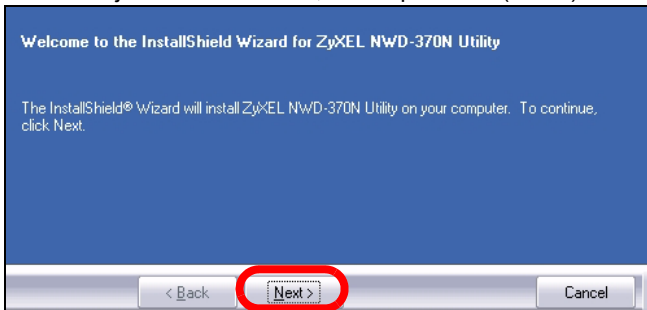 Welcome to the InstallShield Wizard for ZyXEL NWD-370N Utility
The InstallShield® Wizard will install ZyXEL NWD-370N Utility on your computer. To continue,
click Next.
< Back
Next >
Cancel